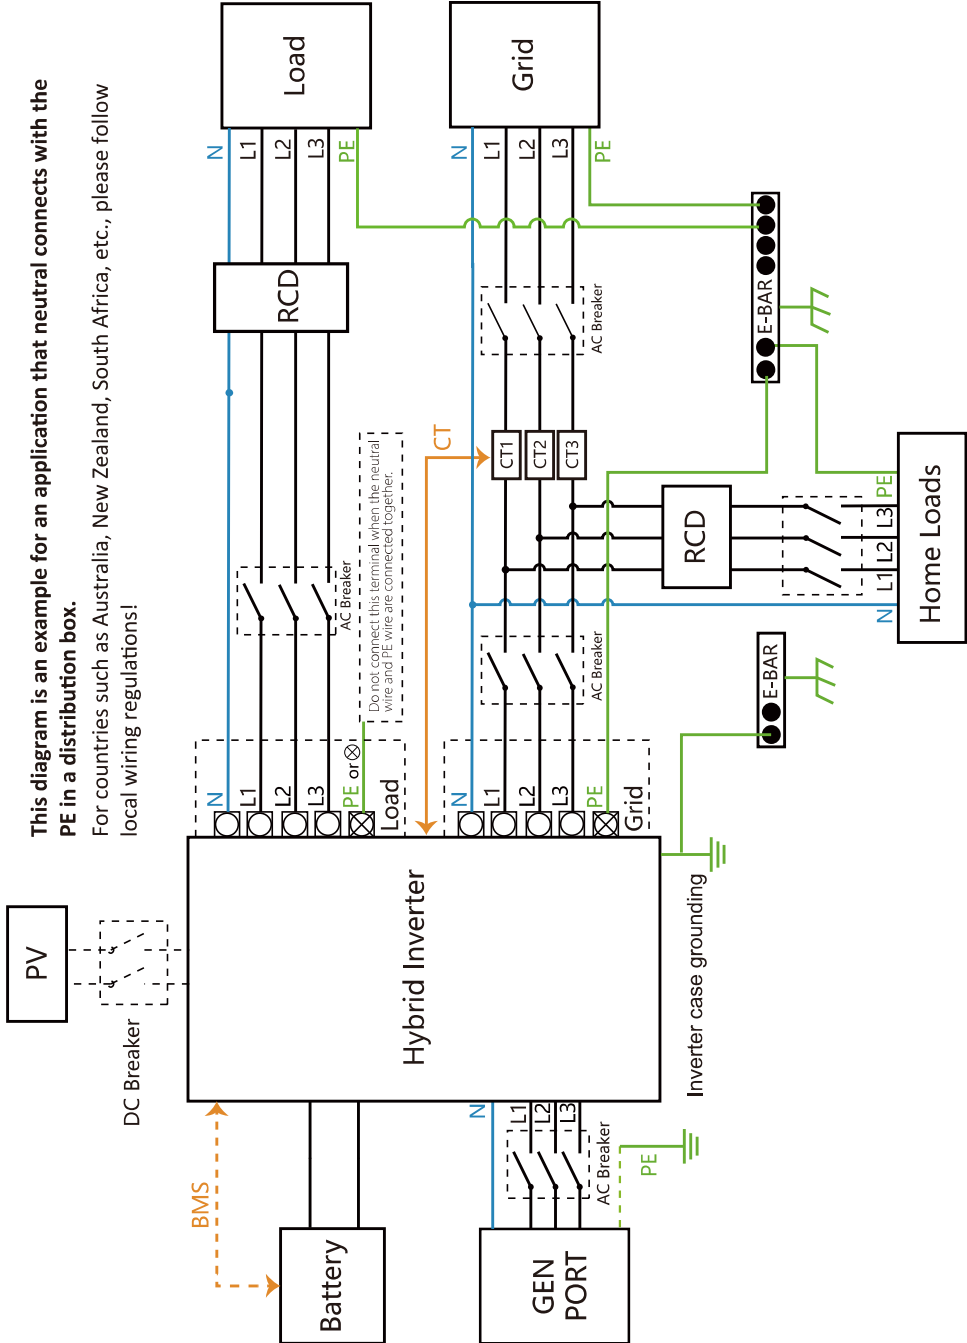 This diagram is an example for an application that neutral connects with the
PE in a distribution box.
For countries such as Australia, New Zealand, South Africa, etc., please follow
local wiring regulations!
PV
DC Breaker
BMS
Battery
Hybrid Inverter
N
L1
L2
L3
PE or ⊗
Load
Do not connect this terminal when the neutral
wire and PE wire are connected together.
AC Breaker
RCD
N
L1
L2
L3
PE
Load
CT
N
L1
L2
L3
PE
Grid
AC Breaker
CT1
CT2
CT3
AC Breaker
N
L1
L2
L3
PE
Grid
RCD
E-BAR
N
L1
L2
L3
PE
Home Loads
E-BAR
Inverter case grounding
N
L1
L2
L3
AC Breaker
PE
GEN
PORT